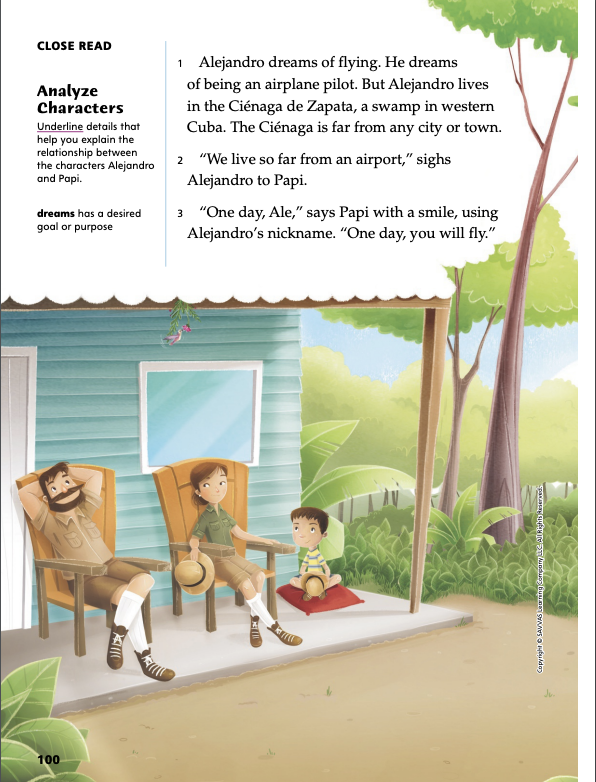 CLOSE READ
Analyze
Characters
Underline details that
help you explain the
relationship between
the characters Alejandro
and Papi.
dreams has a desired
goal or purpose
1 Alejandro dreams of flying. He dreams
of being an airplane pilot. But Alejandro lives
in the Ciénaga de Zapata, a swamp in western
Cuba. The Ciénaga is far from any city or town.
2 “We live so far from an airport,” sighs
Alejandro to Papi.
3 “One day, Ale,” says Papi with a smile, using
Alejandro’s nickname. “One day, you will fly.”
Copyright © SAVVAS Learning Company LLC. All Rights Reserved.
100